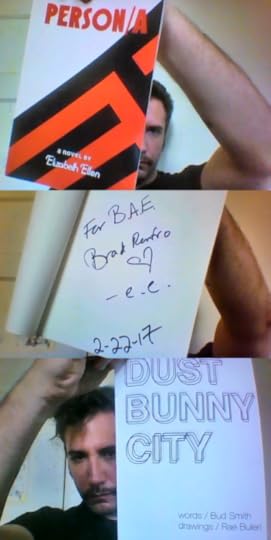 PERSON/A
A NOVEL BY
Elizabeth Ellen
For BAE
Brad Renfro
– e.e.
2-22-17
DUST
BUNNY
CITY
words / Bud Smith
drawings / Rae Buleri